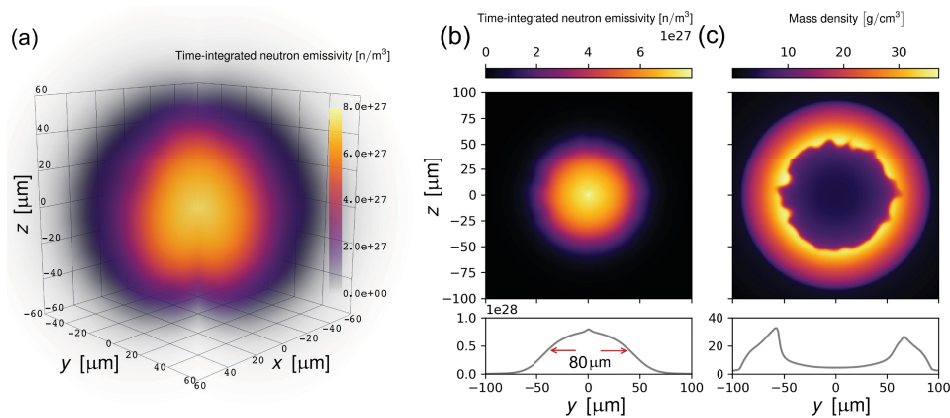 (a)
Time-integrated neutron emissivity [n/m³]
60
40
20
0
-20
-40
-60
z [μm]
8.0e+27
6.0e+27
4.0e+27
2.0e+27
0.0e+00
-60
-40
-20
0
20
40
60
y [μm]
60
40
20
0
-20
-40
-60
x [μm]
(b)
Time-integrated neutron emissivity [n/m³]
1e27
0 2 4 6
100
75
50
25
0
−25
−50
−75
−100
z [μm]
1e28
1.0
0.5
0.0
80 μm
−100 −50 0 50 100
y [μm]
(c)
Mass density [g/cm³]
10 20 30
40
20
0
−100 −50 0 50 100
y [μm]